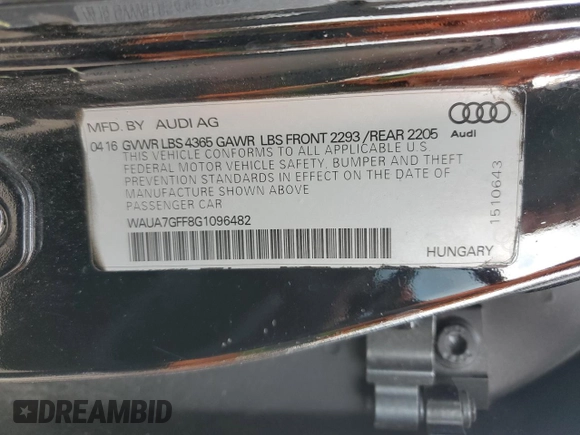 MFD. BY AUDI AG
04 16 GVWR LBS 4365 GAWR LBS FRONT 2293 /REAR 2205
THIS VEHICLE CONFORMS TO ALL APPLICABLE U.S.
FEDERAL MOTOR VEHICLE SAFETY, BUMPER AND THEFT
PREVENTION STANDARDS IN EFFECT ON THE DATE OF
MANUFACTURE SHOWN ABOVE
PASSENGER CAR
WAUA7GFF8G1096482
Audi
1510643
HUNGARY
DREAMBID